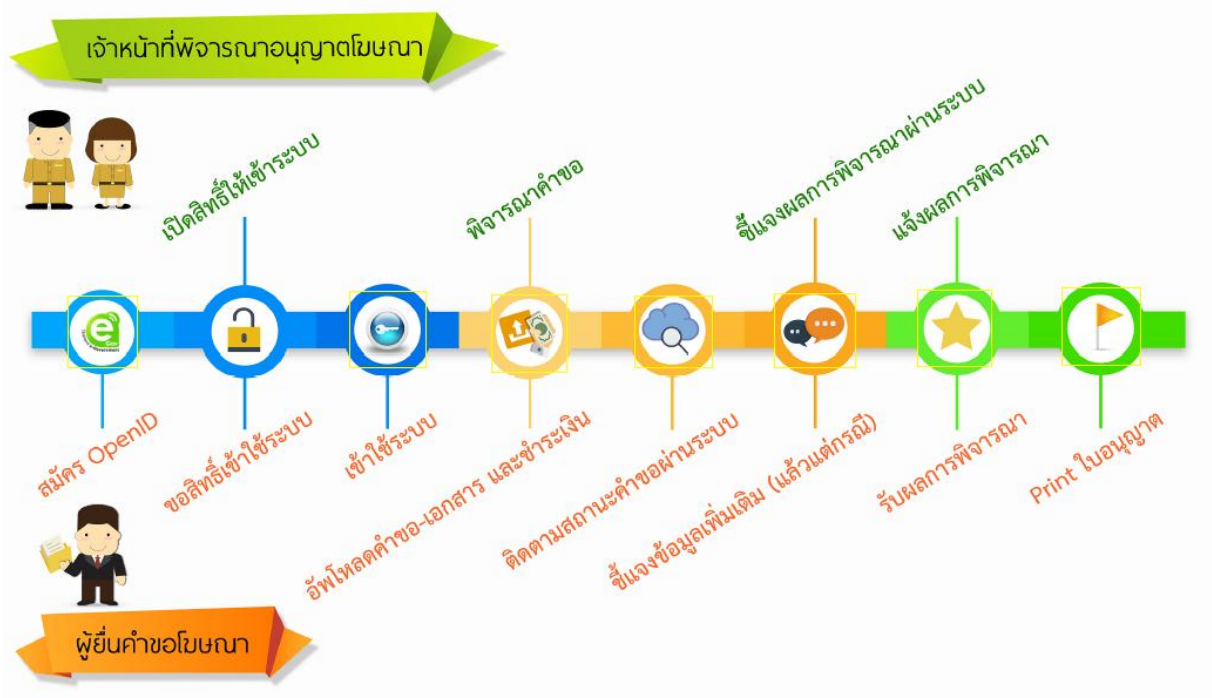 เจ้าหน้าที่พิจารณาอนุญาตโฆษณา
เปิดสิทธิ์ให้เข้าระบบ
พิจารณาคำขอ
ชี้แจงผลการพิจารณาผ่านระบบ
แจ้งผลการพิจารณา
สมัคร OpenID
ขอสิทธิ์เข้าใช้ระบบ
เข้าใช้ระบบ
อัพโหลดคำขอ-เอกสาร และชำระเงิน
ติดตามสถานะคำขอผ่านระบบ
ชี้แจงข้อมูลเพิ่มเติม (แล้วแต่กรณี)
รับผลการพิจารณา
Print ใบอนุญาต
ผู้ยื่นคำขอโฆษณา